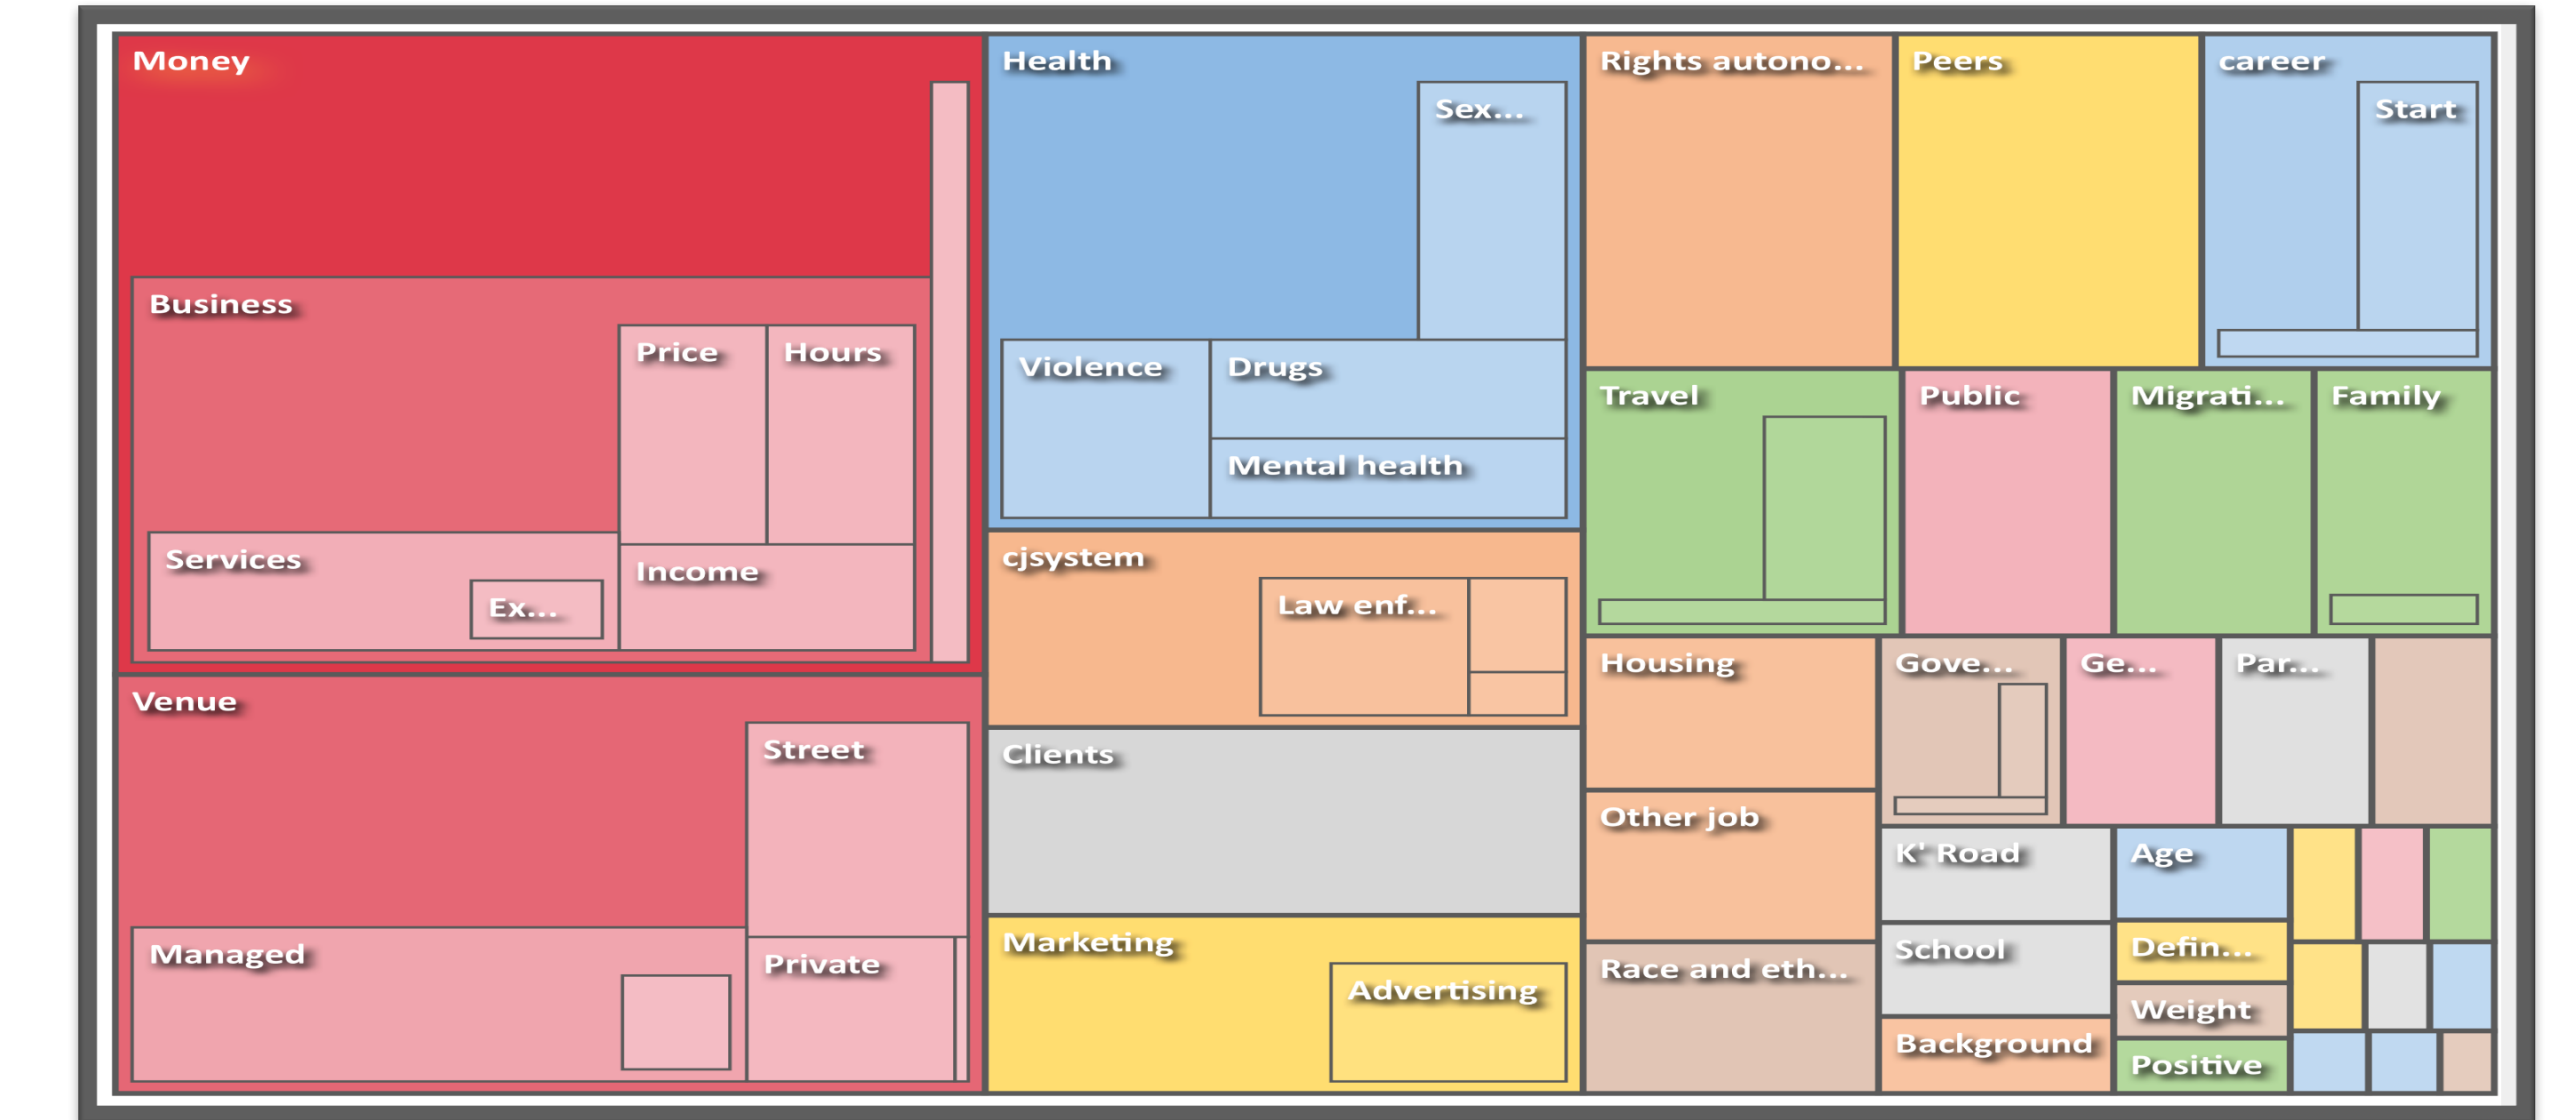 Money
Business
Price
Hours
Services
Ex...
Income
Venue
Street
Managed
Private
Health
Sex...
Violence
Drugs
Mental health
cjsystem
Law enf...
Clients
Marketing
Advertising
Rights autono...
Peers
career
Start
Travel
Public
Migrati...
Family
Housing
Gove...
Ge...
Par...
Other job
K' Road
Age
School
Defin...
Race and eth...
Weight
Background
Positive